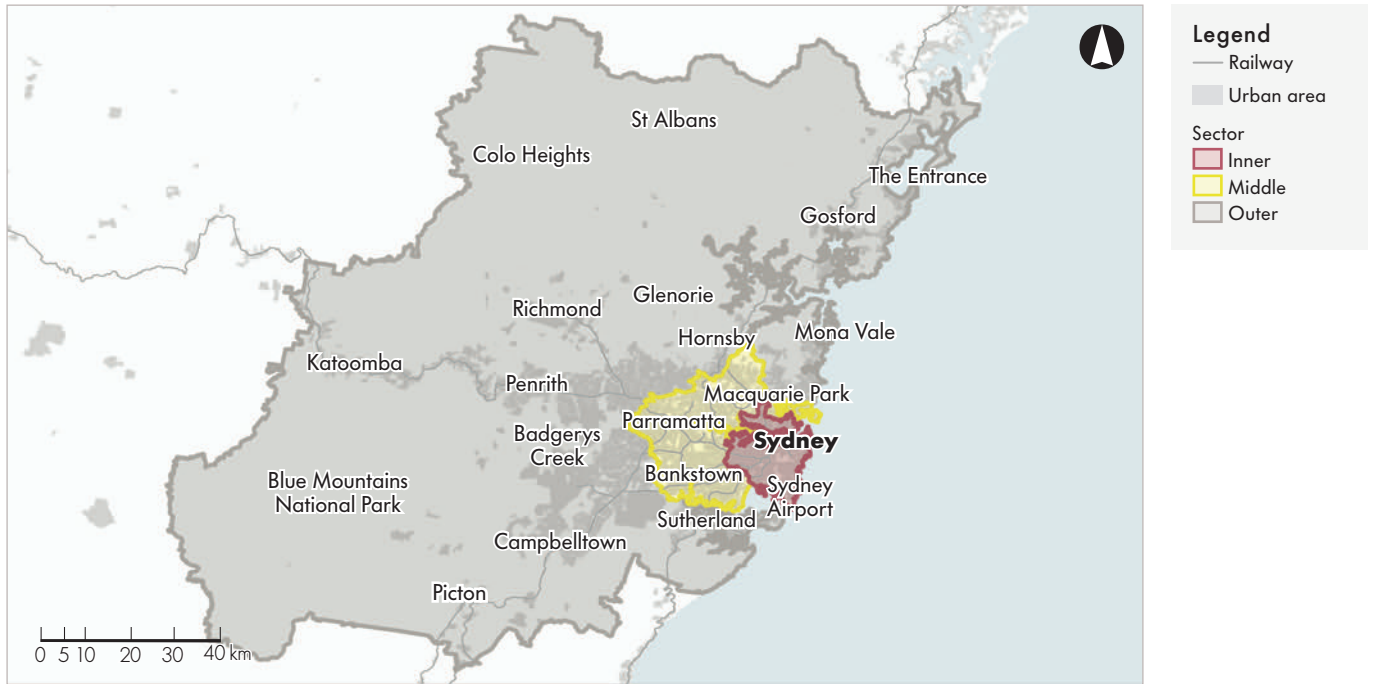 St Albans
Colo Heights
The Entrance
Gosford
Glenorie
Richmond
Hornsby
Mona Vale
Katoomba
Penrith
Macquarie Park
Parramatta
Badgerys
Creek
Sydney
Bankstown
Blue Mountains
National Park
Sydney
Airport
Sutherland
Campbelltown
Picton
0 5 10 20 30 40 km
Legend
Railway
Urban area
Sector
Inner
Middle
Outer